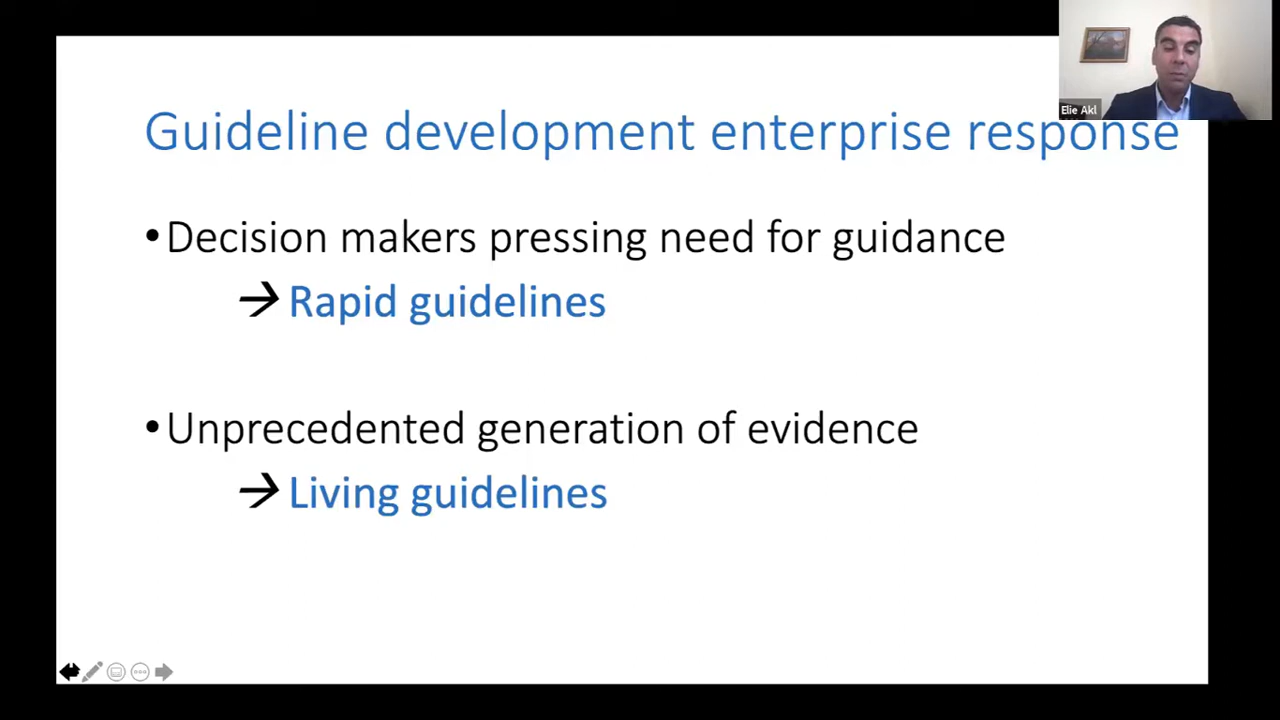 Elie Akl
Guideline development enterprise response
•Decision makers pressing need for guidance
→ Rapid guidelines
•Unprecedented generation of evidence
→ Living guidelines